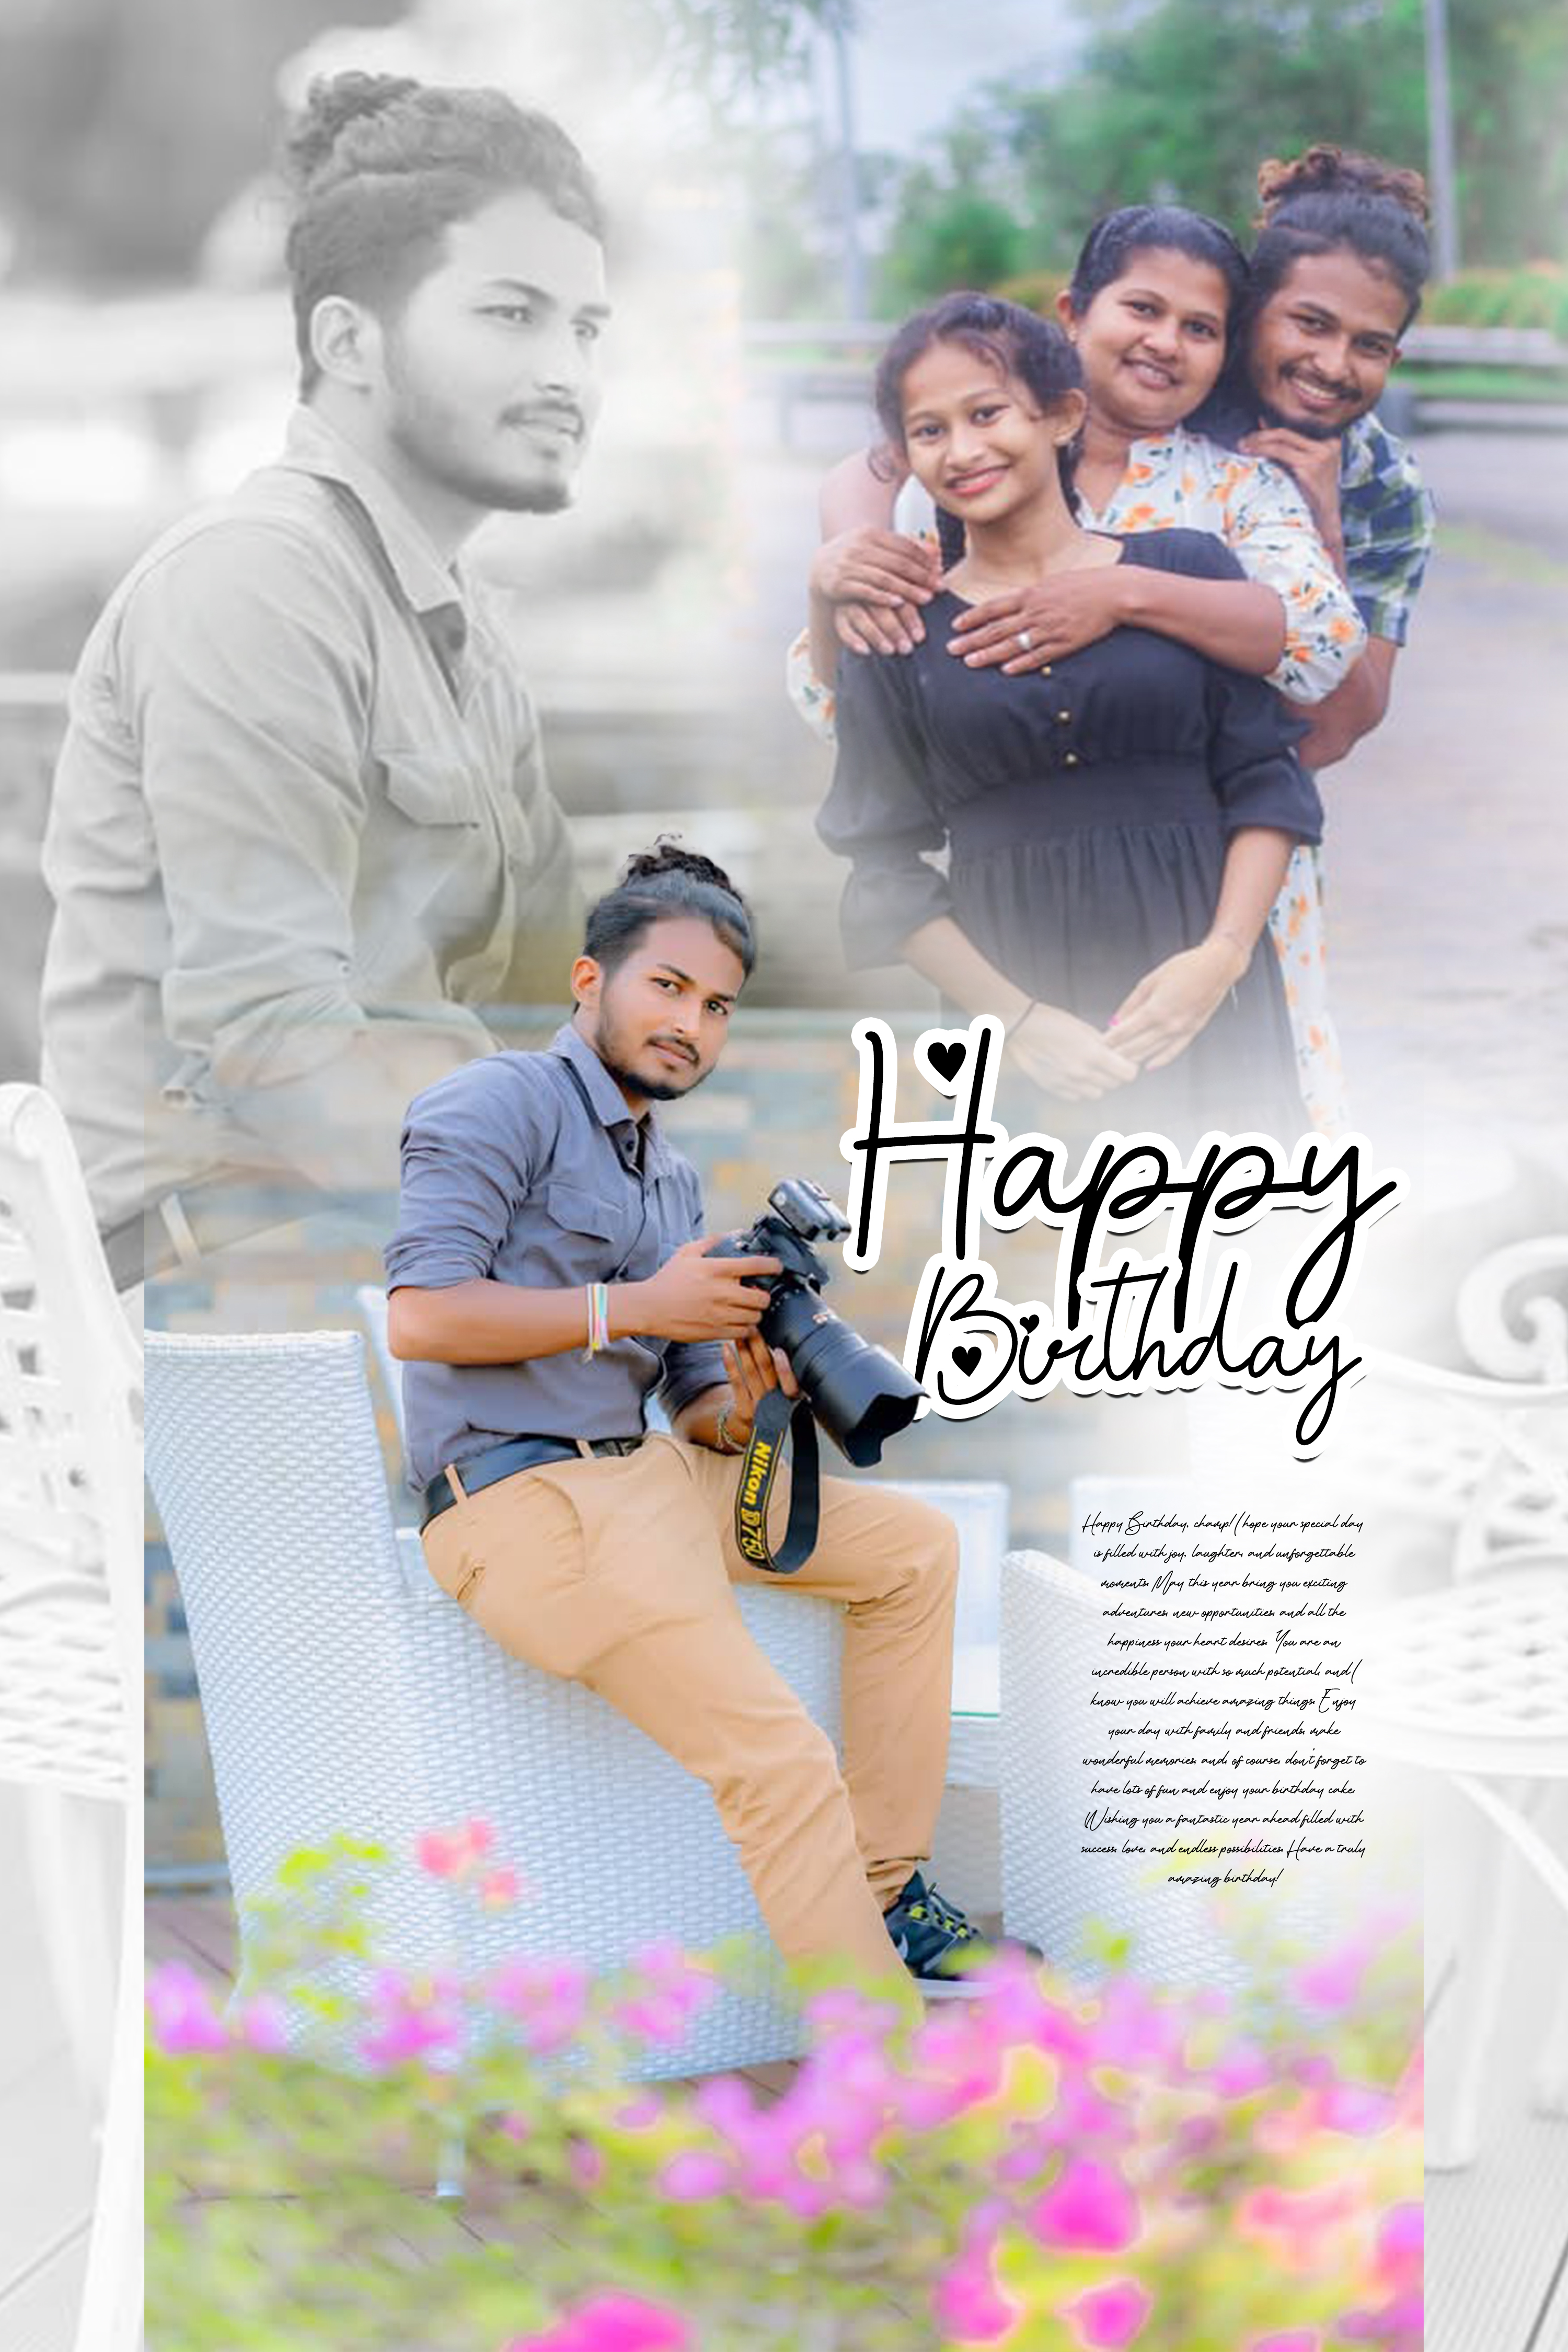 Happy
Birthday
Nikon D750
Happy Birthday, champ! I hope your special day
is filled with joy, laughter, and unforgettable
moments. May this year bring you exciting
adventures, new opportunities, and all the
happiness your heart desires. You are an
incredible person with so much potential, and I
know you will achieve amazing things. Enjoy
your day with family and friends, make
wonderful memories, and, of course, don't forget to
have lots of fun and enjoy your birthday cake.
Wishing you a fantastic year ahead filled with
success, love, and endless possibilities. Have a truly
amazing birthday!